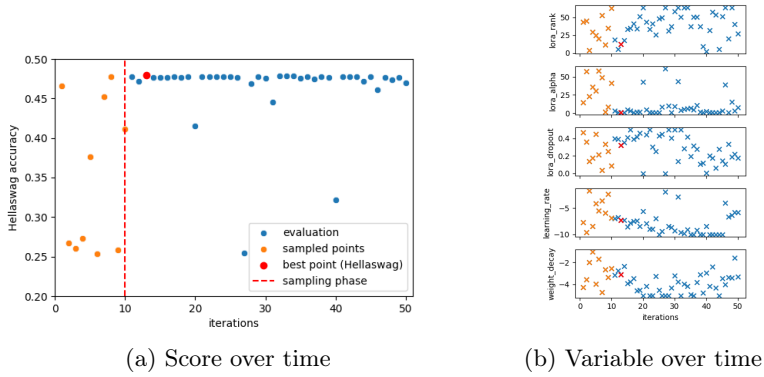 0.50
0.45
0.40
0.35
0.30
0.25
0.20
Hellaswag accuracy
0 10 20 30 40 50
iterations
evaluation
sampled points
best point (Hellaswag)
sampling phase
(a) Score over time
lora_rank
50
25
0
lora_alpha
50
25
0
lora_dropout
0.4
0.2
0.0
learning_rate
−5
−10
weight_decay
−2
−4
0 10 20 30 40 50
iterations
(b) Variable over time